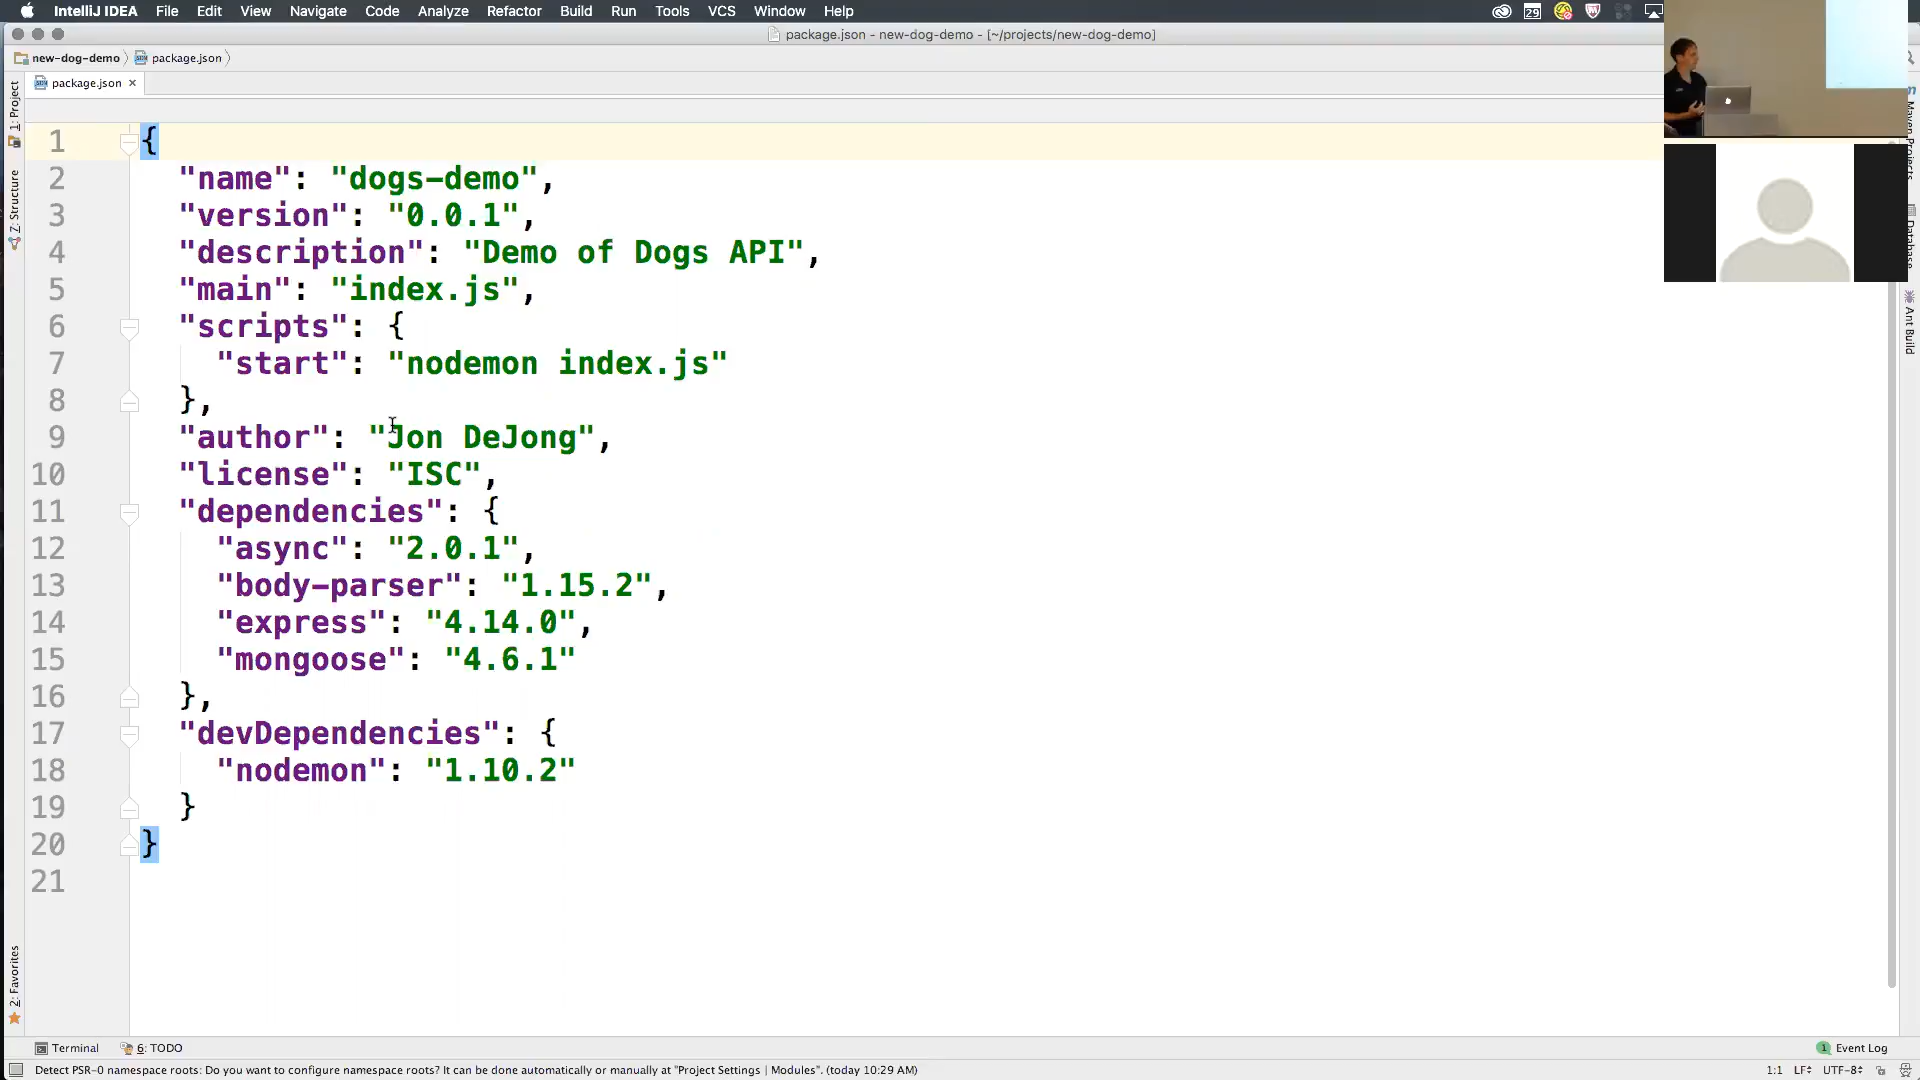 IntelliJ IDEA File Edit View Navigate Code Analyze Refactor Build Run Tools VCS Window Help 29
package.json - new-dog-demo - [~/projects/new-dog-demo]
new-dog-demo package.json
package.json
1: Project
7: Structure
2: Favorites
1 {
2 "name": "dogs-demo",
3 "version": "0.0.1",
4 "description": "Demo of Dogs API",
5 "main": "index.js",
6 "scripts": {
7 "start": "nodemon index.js"
8 },
9 "author": "Jon DeJong",
10 "license": "ISC",
11 "dependencies": {
12 "async": "2.0.1",
13 "body-parser": "1.15.2",
14 "express": "4.14.0",
15 "mongoose": "4.6.1"
16 },
17 "devDependencies": {
18 "nodemon": "1.10.2"
19 }
20 }
21
Maven Projects
Database
Ant Build
Terminal 6: TODO 1 Event Log
Detect PSR-0 namespace roots: Do you want to configure namespace roots? It can be done automatically or manually at "Project Settings | Modules". (today 10:29 AM) 1:1 LF UTF-8